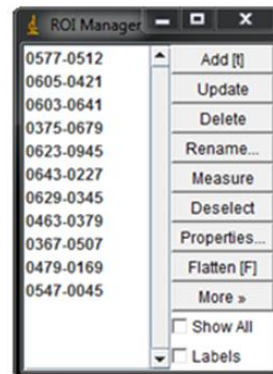 ROI Manager
0577-0512
0605-0421
0603-0641
0375-0679
0623-0945
0643-0227
0629-0345
0463-0379
0367-0507
0479-0169
0547-0045
Add [t]
Update
Delete
Rename...
Measure
Deselect
Properties...
Flatten [F]
More »
Show All
Labels